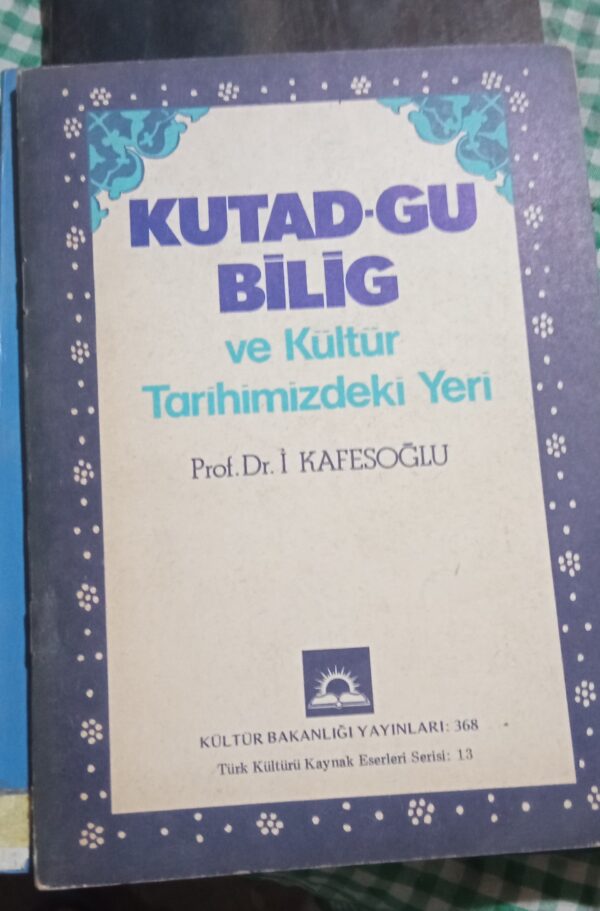 KUTAD-GU
BİLİG
ve Kültür
Tarihimizdeki Yeri
Prof. Dr. İ KAFESOĞLU
KÜLTÜR BAKANLIĞI YAYINLARI: 368
Türk Kültürü Kaynak Eserleri Serisi: 13